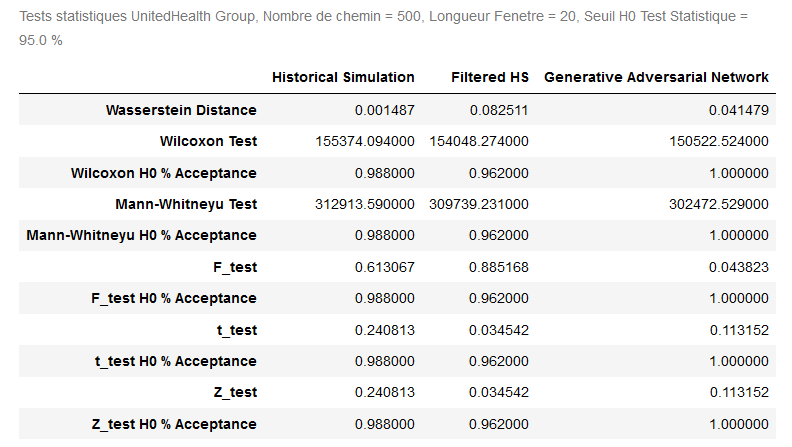 Tests statistiques UnitedHealth Group, Nombre de chemin = 500, Longueur Fenetre = 20, Seuil H0 Test Statistique =
95.0 %
Historical Simulation Filtered HS Generative Adversarial Network
Wasserstein Distance 0.001487 0.082511 0.041479
Wilcoxon Test 155374.094000 154048.274000 150522.524000
Wilcoxon H0 % Acceptance 0.988000 0.962000 1.000000
Mann-Whitneyu Test 312913.590000 309739.231000 302472.529000
Mann-Whitneyu H0 % Acceptance 0.988000 0.962000 1.000000
F_test 0.613067 0.885168 0.043823
F_test H0 % Acceptance 0.988000 0.962000 1.000000
t_test 0.240813 0.034542 0.113152
t_test H0 % Acceptance 0.988000 0.962000 1.000000
Z_test 0.240813 0.034542 0.113152
Z_test H0 % Acceptance 0.988000 0.962000 1.000000